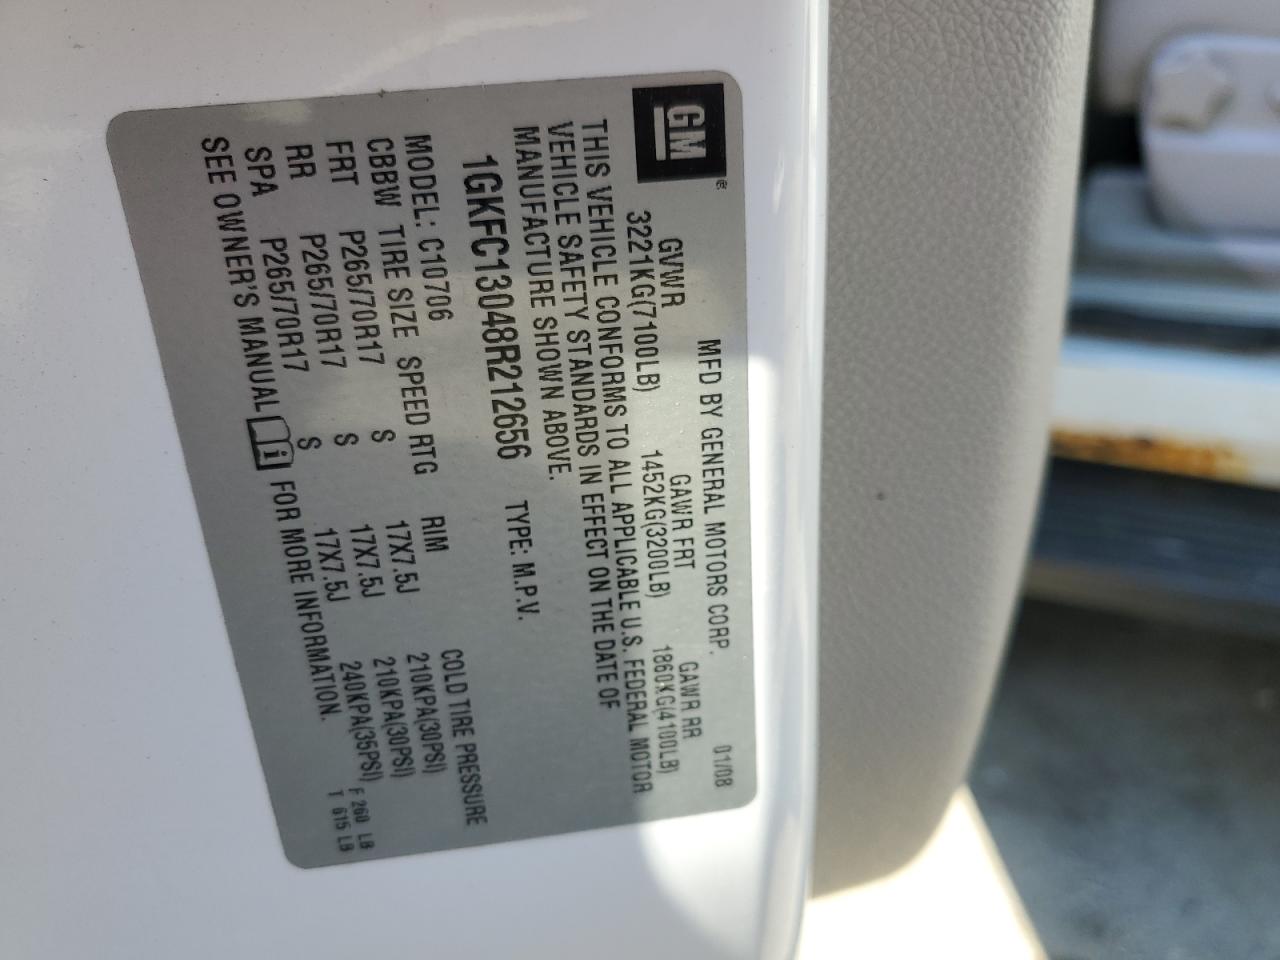 GM®
MFD BY GENERAL MOTORS CORP. 01/08
GVWR GAWR FRT GAWR RR
3221KG(7100LB) 1452KG(3200LB) 1860KG(4100LB)
THIS VEHICLE CONFORMS TO ALL APPLICABLE U.S. FEDERAL MOTOR
VEHICLE SAFETY STANDARDS IN EFFECT ON THE DATE OF
MANUFACTURE SHOWN ABOVE.
1GKFC13048R212656 TYPE: M.P.V.
MODEL: C10706
CBBW TIRE SIZE SPEED RTG RIM COLD TIRE PRESSURE
FRT P265/70R17 S 17X7.5J 210KPA(30PSI)
RR P265/70R17 S 17X7.5J 210KPA(30PSI)
SPA P265/70R17 S 17X7.5J 240KPA(35PSI)
SEE OWNER'S MANUAL FOR MORE INFORMATION.
F 260 LB
T 615 LB